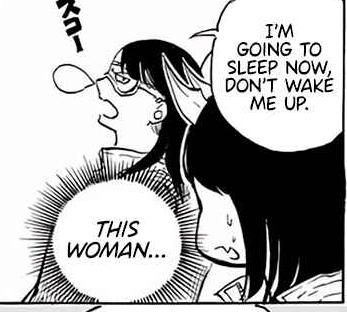 I'M
GOING TO
SLEEP NOW,
DON'T WAKE
ME UP.
スコー
THIS
WOMAN...